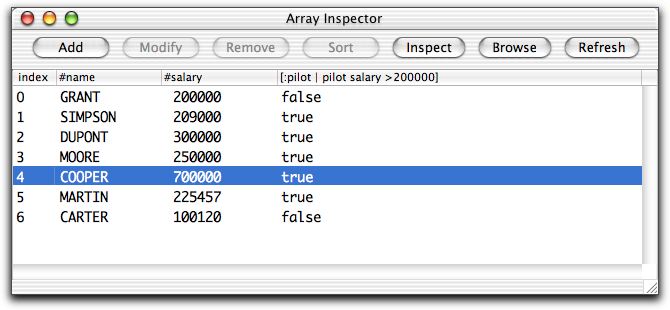 Array Inspector
Add Modify Remove Sort Inspect Browse Refresh
index #name #salary [:pilot | pilot salary >200000]
0 GRANT 200000 false
1 SIMPSON 209000 true
2 DUPONT 300000 true
3 MOORE 250000 true
4 COOPER 700000 true
5 MARTIN 225457 true
6 CARTER 100120 false